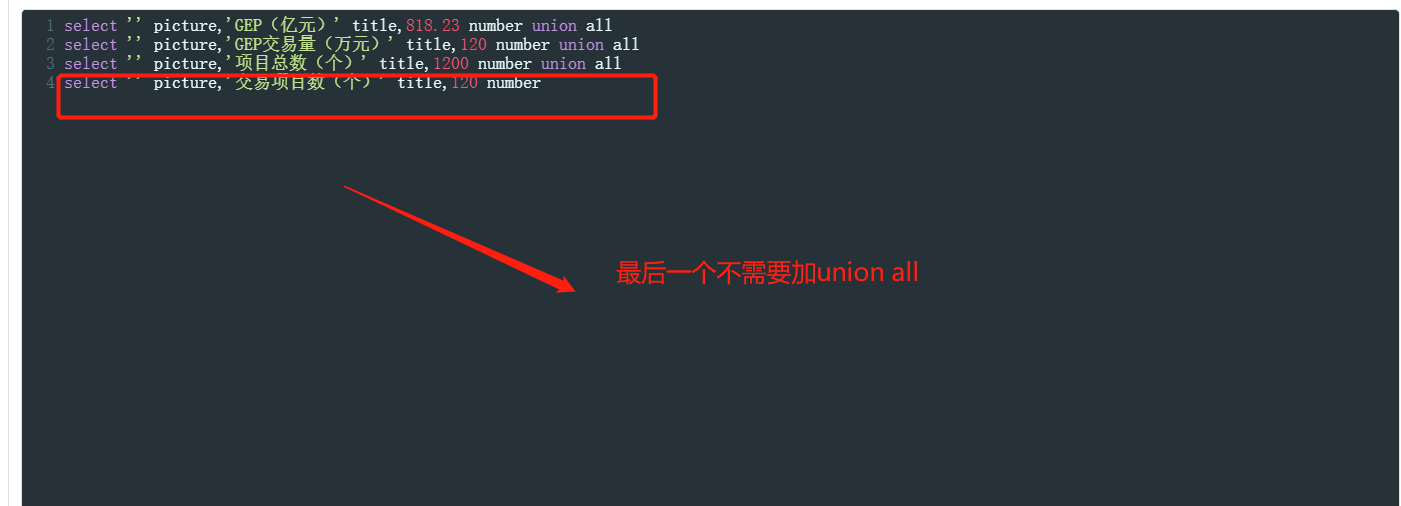 1 select '' picture,'GEP（亿元）' title,818.23 number union all
2 select '' picture,'GEP交易量（万元）' title,120 number union all
3 select '' picture,'项目总数（个）' title,1200 number union all
4 select '' picture,'交易项目数（个）' title,120 number
最后一个不需要加union all